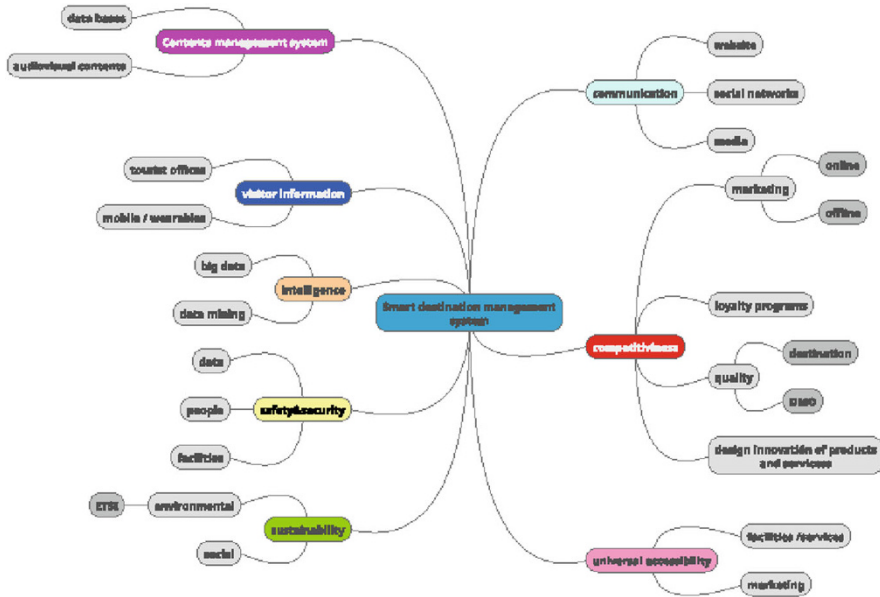 data bases
Contents management system
audiovisual contents
tourist offices
visitor information
mobile / wearables
big data
intelligence
data mining
data
people
safety&security
facilities
ETSI
environmental
sustainability
social
Smart destination management
system
website
communication
social networks
media
online
marketing
offline
loyalty programs
competitiviness
destination
quality
DMO
design innovation of products
and services
facilities /services
universal accessibility
marketing